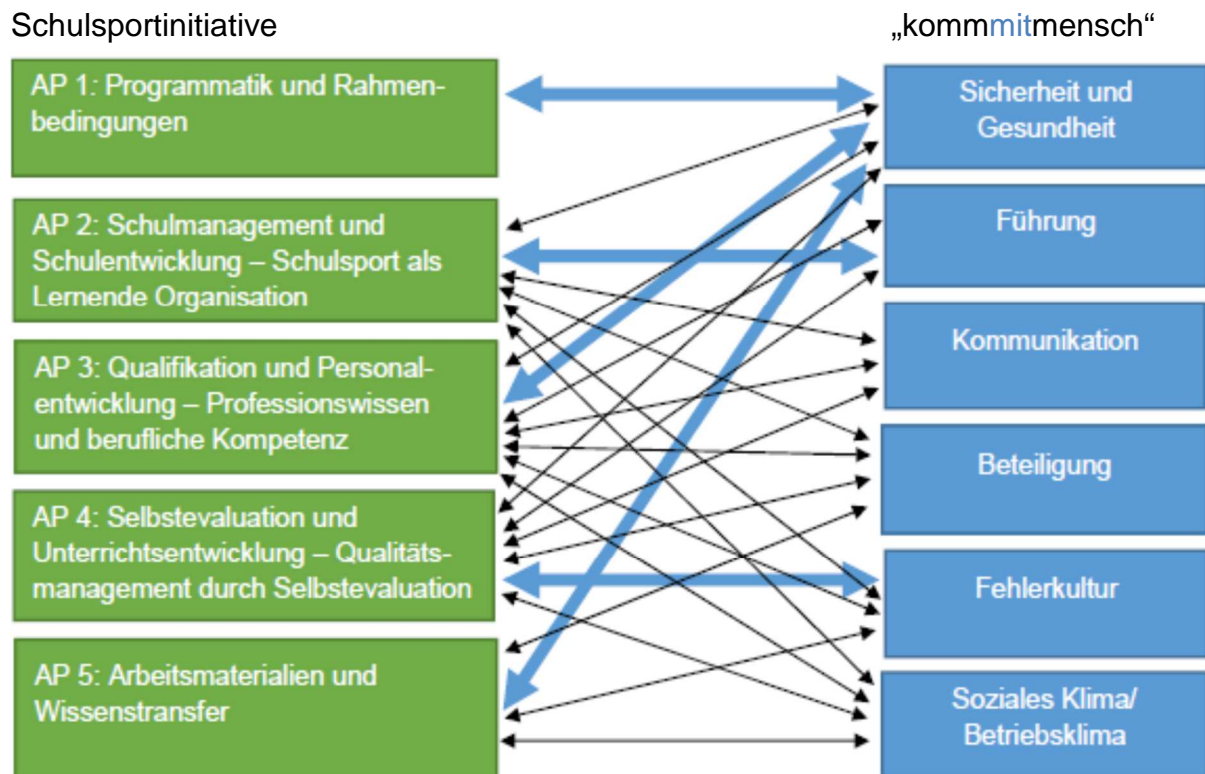 Schulsportinitiative
„kommmitmensch“
AP 1: Programmatik und Rahmen-
bedingungen
AP 2: Schulmanagement und
Schulentwicklung – Schulsport als
Lernende Organisation
AP 3: Qualifikation und Personal-
entwicklung – Professionswissen
und berufliche Kompetenz
AP 4: Selbstevaluation und
Unterrichtsentwicklung – Qualitäts-
management durch Selbstevaluation
AP 5: Arbeitsmaterialien und
Wissenstransfer
Sicherheit und
Gesundheit
Führung
Kommunikation
Beteiligung
Fehlerkultur
Soziales Klima/
Betriebsklima